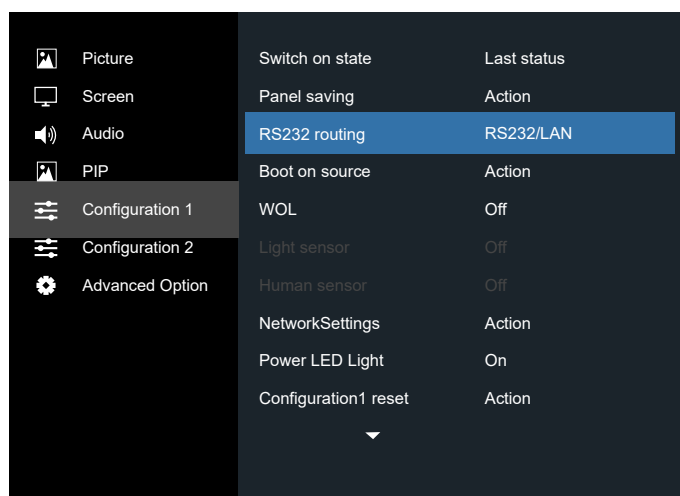 Picture
Screen
Audio
PIP
Configuration 1
Configuration 2
Advanced Option
Switch on state Last status
Panel saving Action
RS232 routing RS232/LAN
Boot on source Action
WOL Off
Light sensor Off
Human sensor Off
NetworkSettings Action
Power LED Light On
Configuration1 reset Action